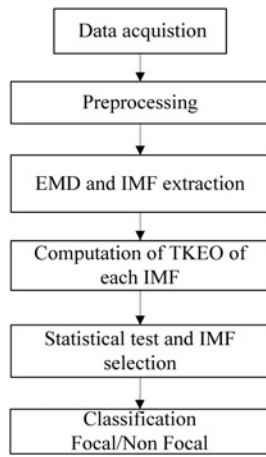 Data acquistion
Preprocessing
EMD and IMF extraction
Computation of TKEO of
each IMF
Statistical test and IMF
selection
Classification
Focal/Non Focal